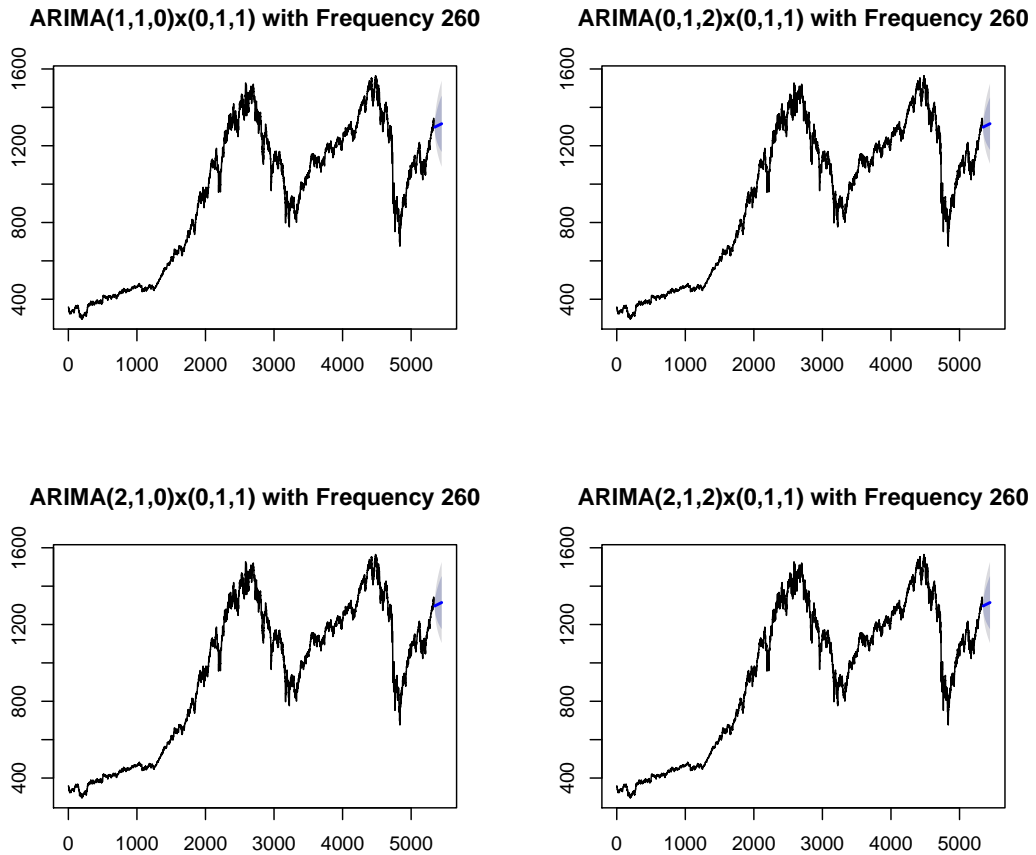 ARIMA(1,1,0)x(0,1,1) with Frequency 260
1600
1200
800
400
0 1000 2000 3000 4000 5000
ARIMA(0,1,2)x(0,1,1) with Frequency 260
1600
1200
800
400
0 1000 2000 3000 4000 5000
ARIMA(2,1,0)x(0,1,1) with Frequency 260
1600
1200
800
400
0 1000 2000 3000 4000 5000
ARIMA(2,1,2)x(0,1,1) with Frequency 260
1600
1200
800
400
0 1000 2000 3000 4000 5000